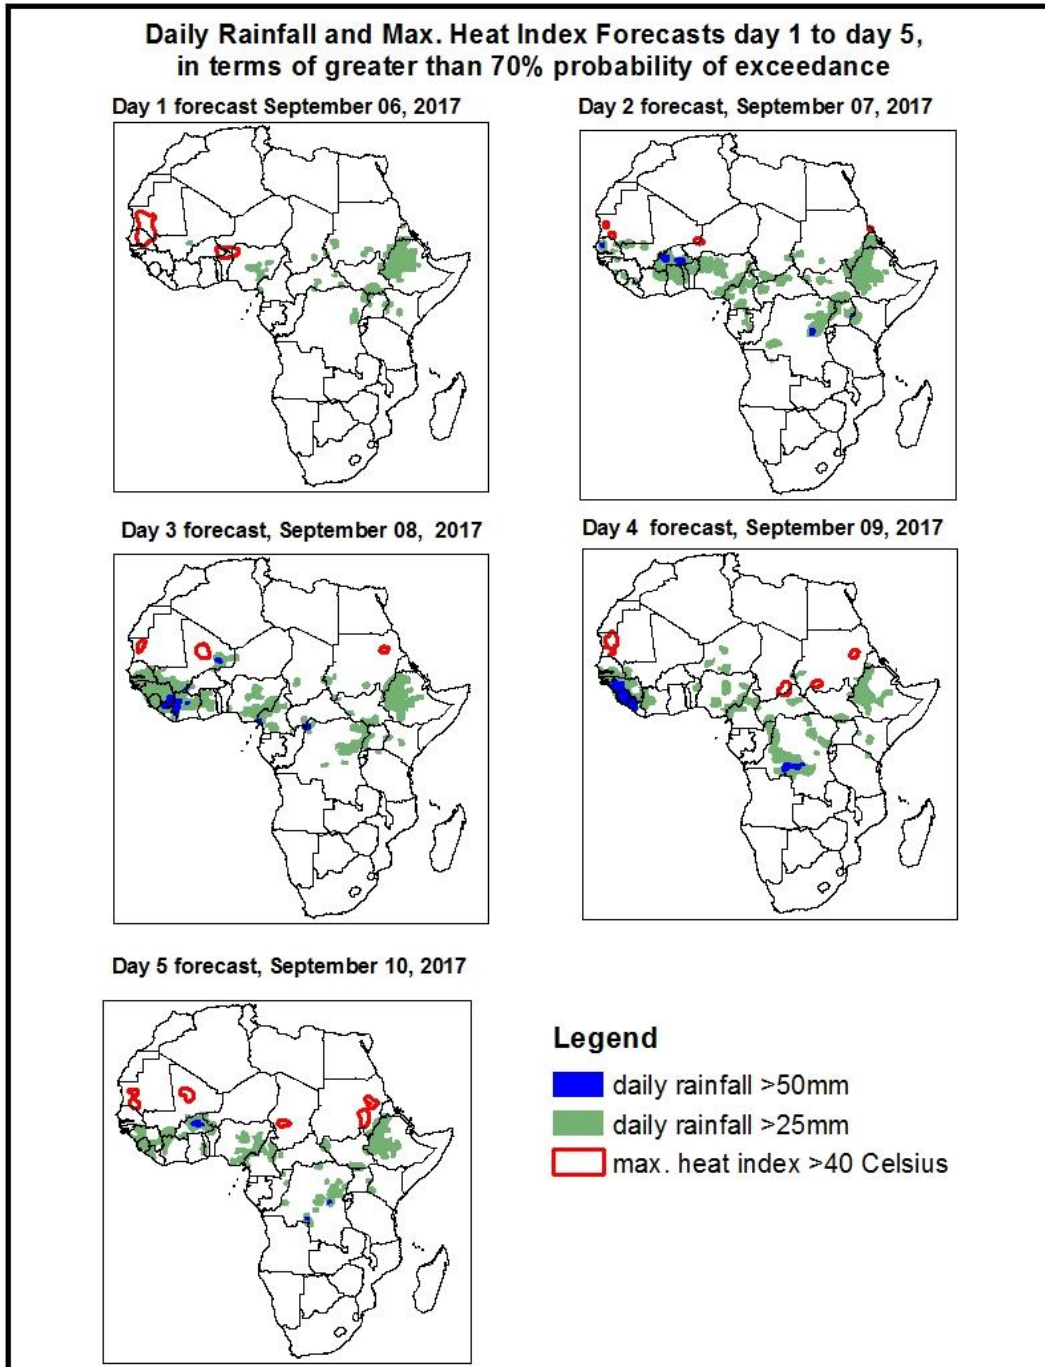 Daily Rainfall and Max. Heat Index Forecasts day 1 to day 5,
in terms of greater than 70% probability of exceedance
Day 1 forecast September 06, 2017
Day 2 forecast, September 07, 2017
Day 3 forecast, September 08, 2017
Day 4 forecast, September 09, 2017
Day 5 forecast, September 10, 2017
Legend
daily rainfall >50mm
daily rainfall >25mm
max. heat index >40 Celsius